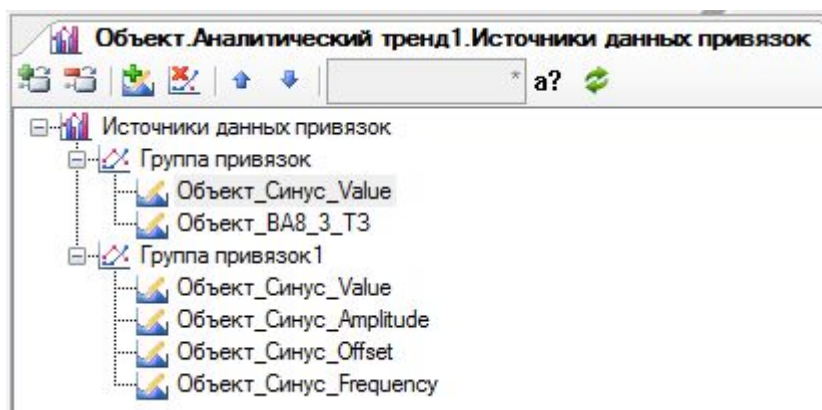 Объект.Аналитический тренд1.Источники данных привязок
* a?
Источники данных привязок
Группа привязок
Объект_Синус_Value
Объект_BA8_3_T3
Группа привязок1
Объект_Синус_Value
Объект_Синус_Amplitude
Объект_Синус_Offset
Объект_Синус_Frequency